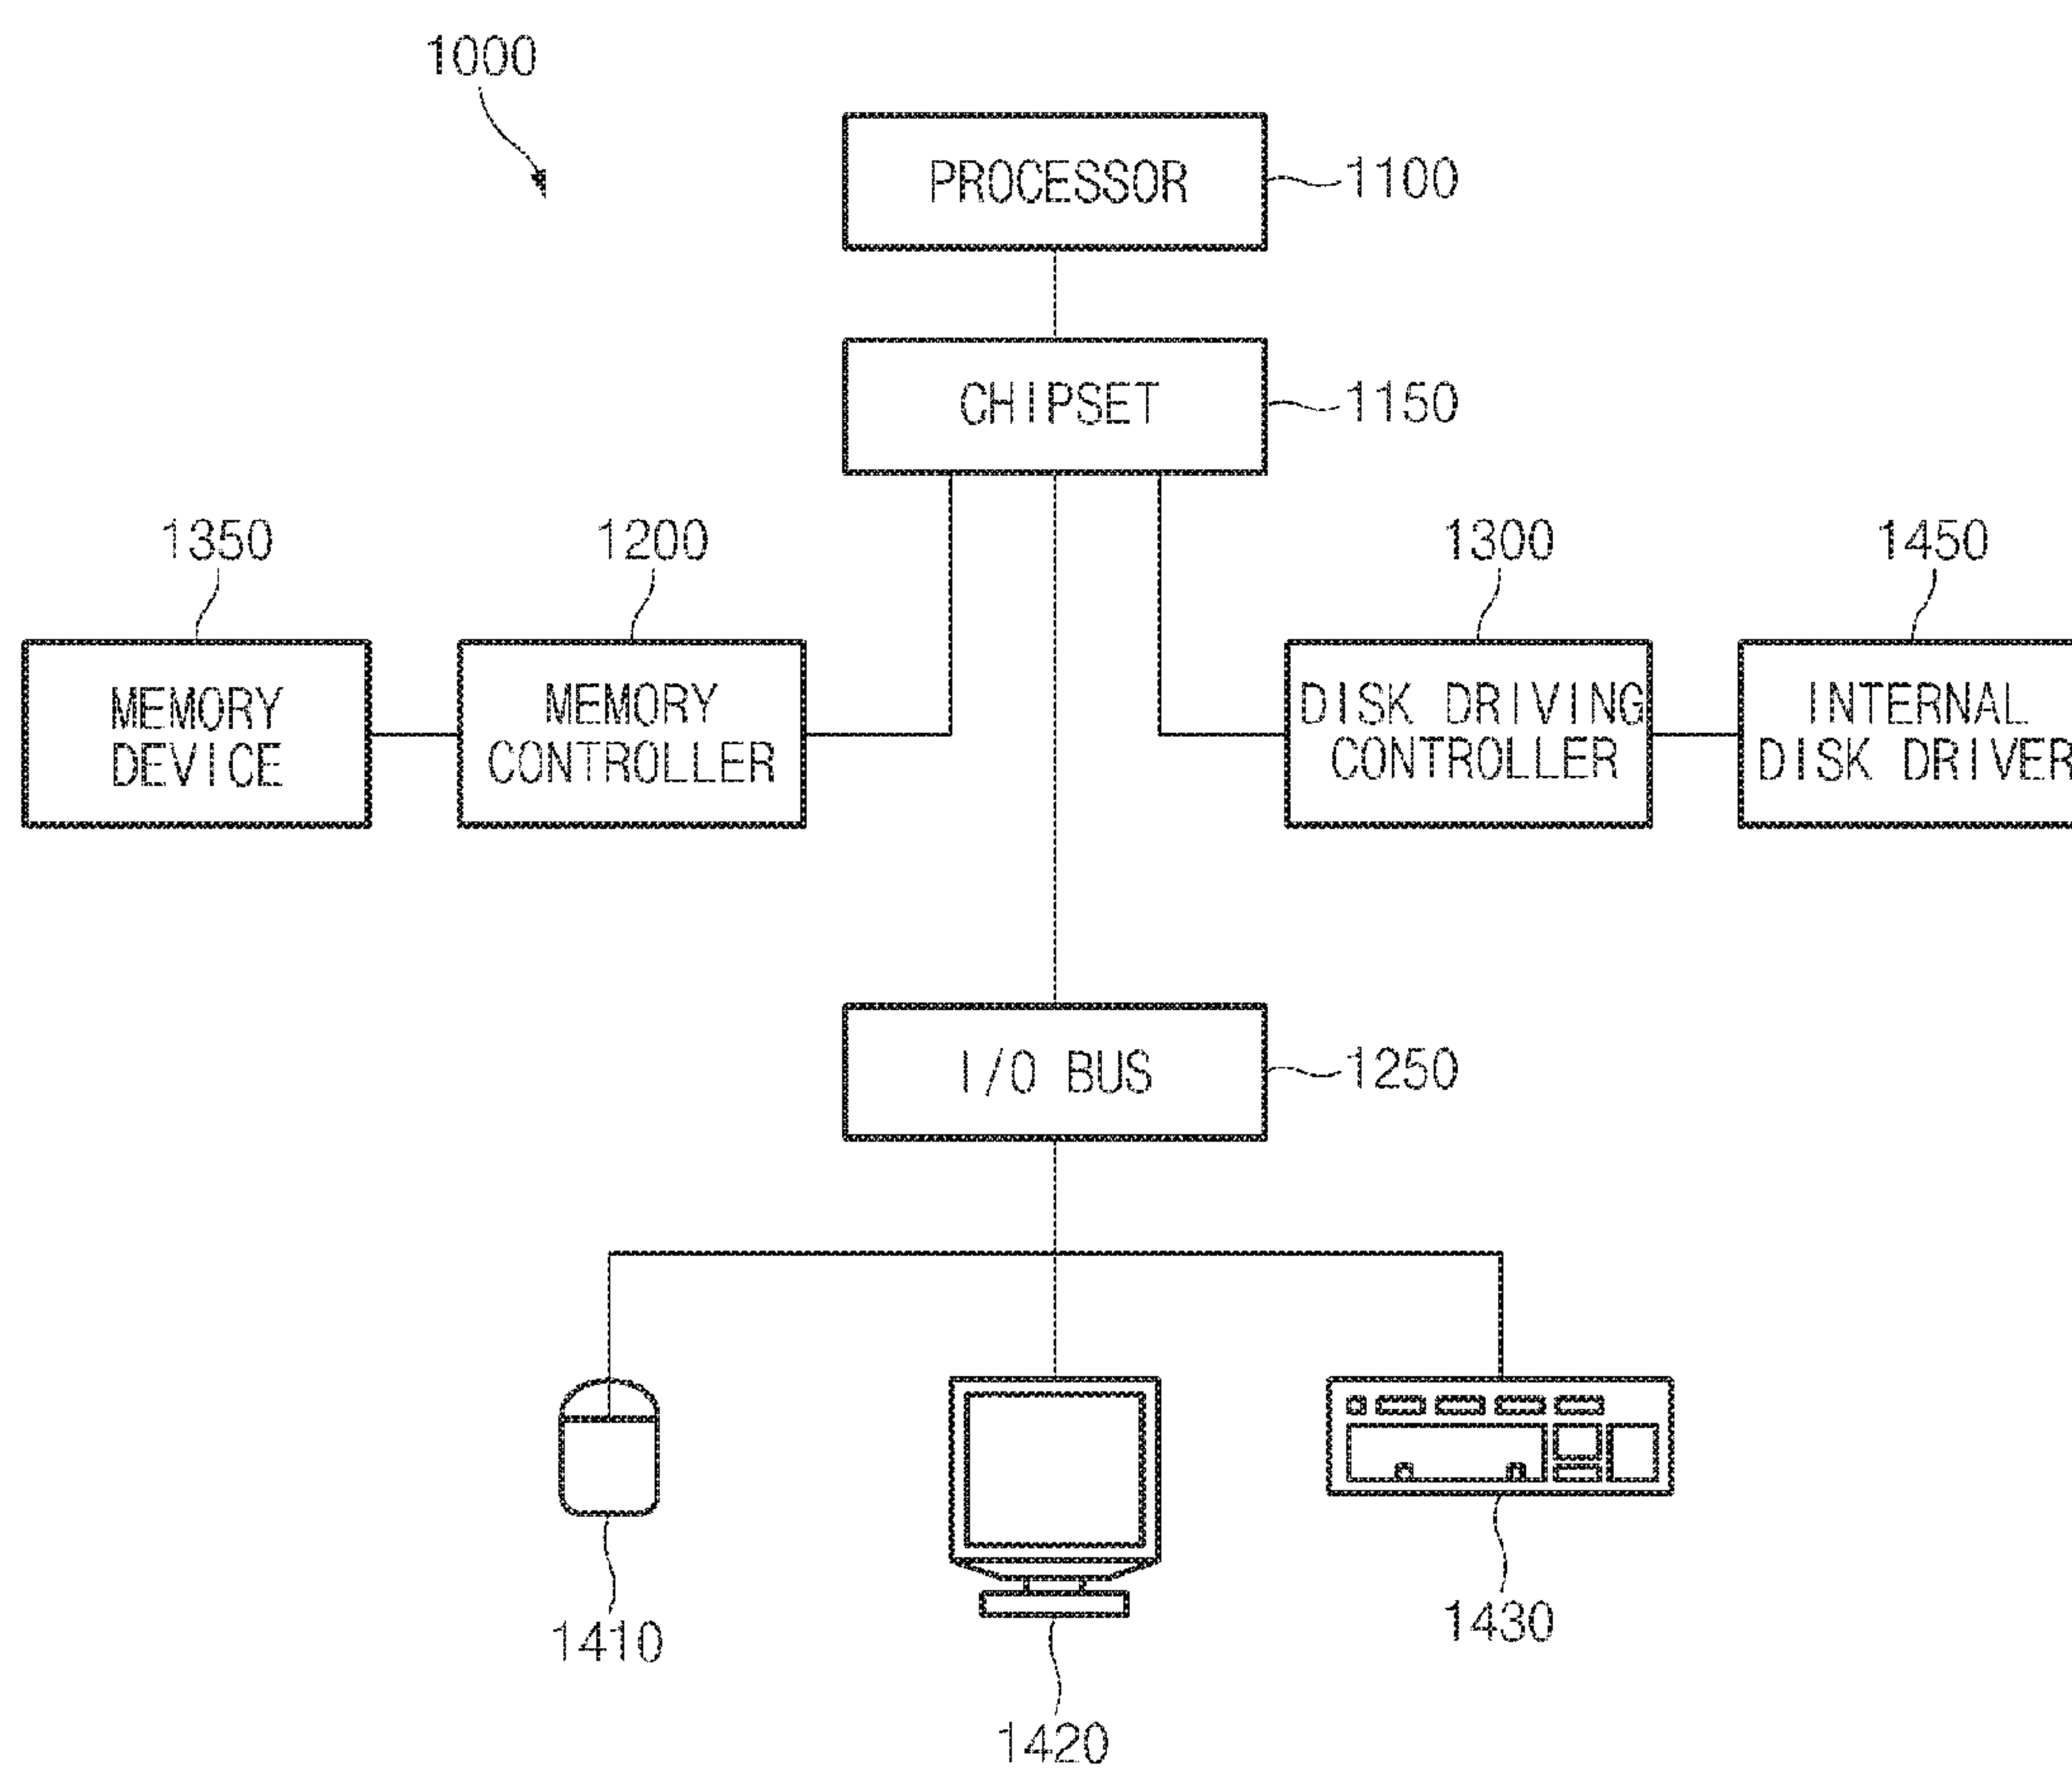 1000
PROCESSOR
1100
CHIPSET
1150
1350
1200
1300
1450
MEMORY
DEVICE
MEMORY
CONTROLLER
DISK DRIVING
CONTROLLER
INTERNAL
DISK DRIVER
I/O BUS
1250
1410
1420
1430